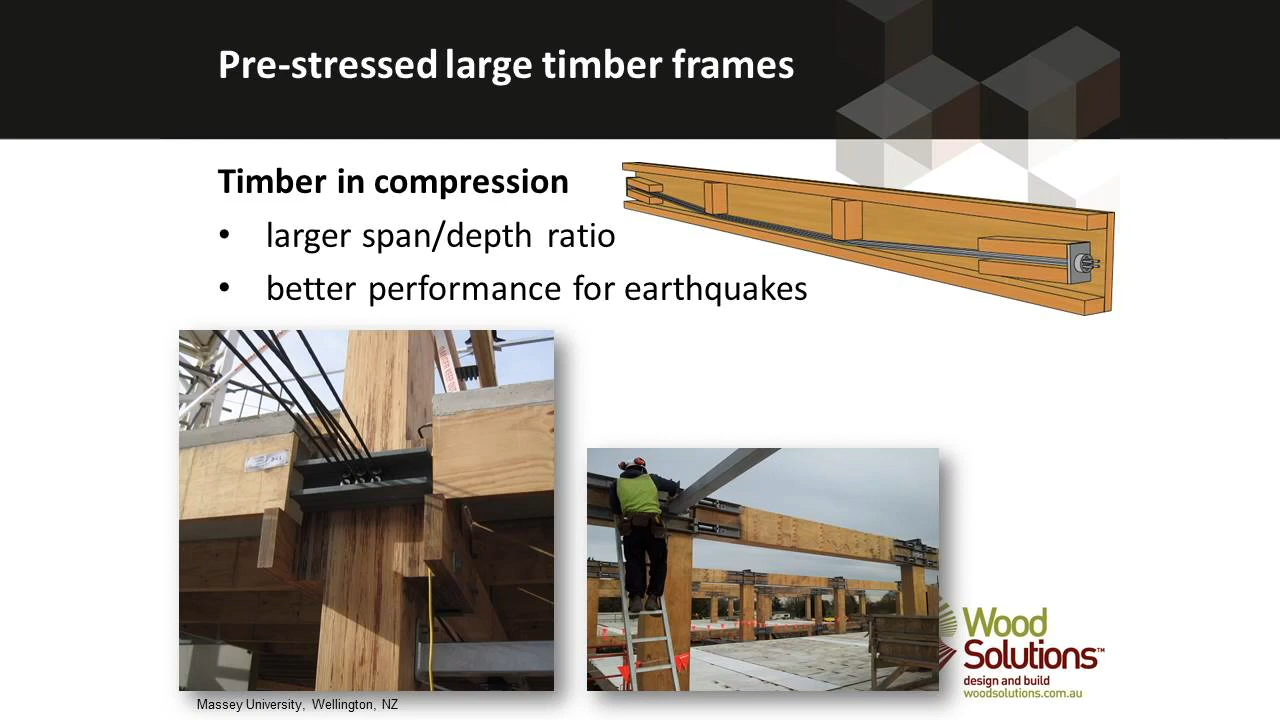 Pre-stressed large timber frames
Timber in compression
• larger span/depth ratio
• better performance for earthquakes
Massey University, Wellington, NZ
Wood
Solutions™
design and build
woodsolutions.com.au